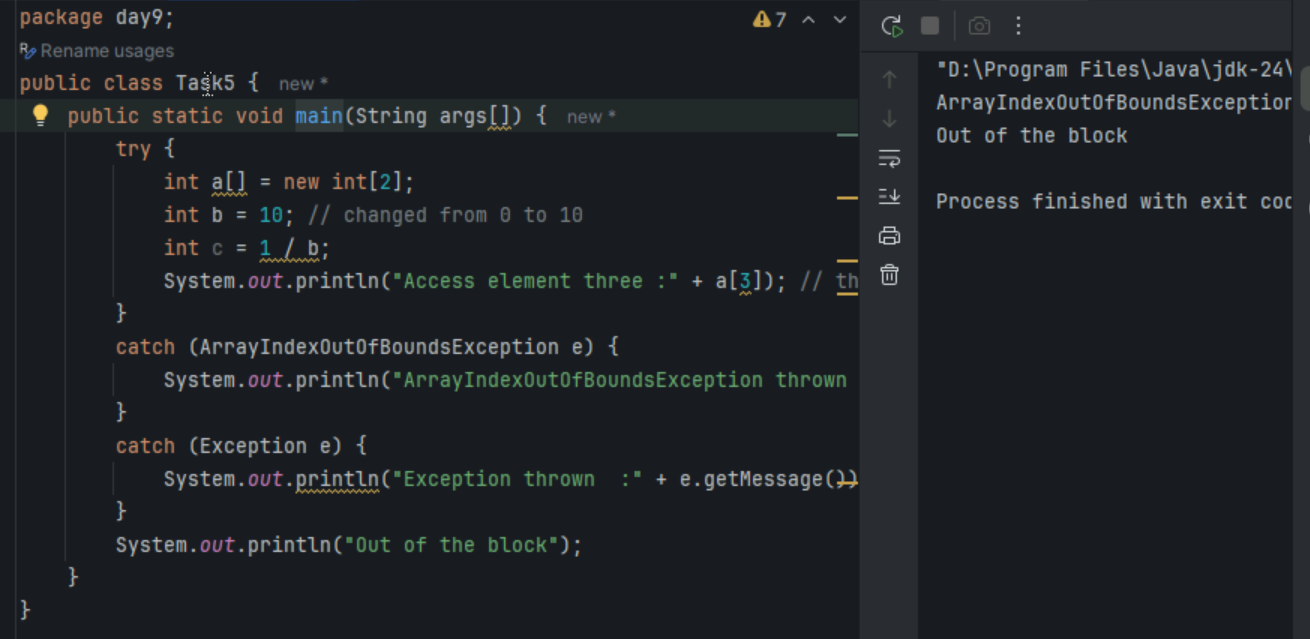 package day9;
Rename usages
public class Task5 {   new *
public static void main(String args[]) {   new *
try {
int a[] = new int[2];
int b = 10; // changed from 0 to 10
int c = 1 / b;
System.out.println("Access element three :" + a[3]); // th
}
catch (ArrayIndexOutOfBoundsException e) {
System.out.println("ArrayIndexOutOfBoundsException thrown
}
catch (Exception e) {
System.out.println("Exception thrown  :" + e.getMessage())
}
System.out.println("Out of the block");
}
}
7
"D:\Program Files\Java\jdk-24\
ArrayIndexOutOfBoundsException
Out of the block
Process finished with exit cod